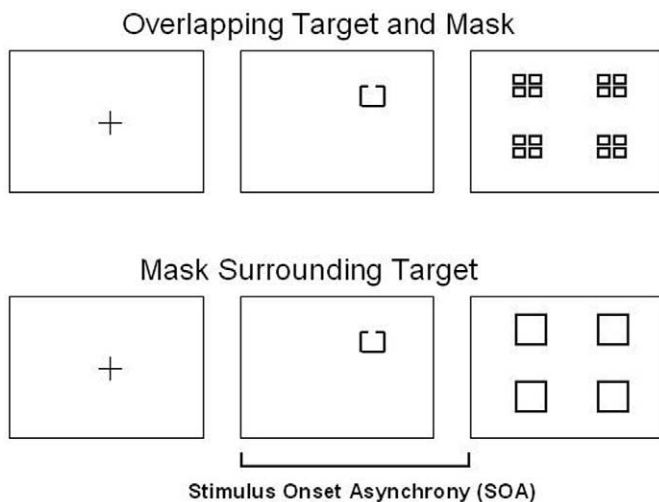 Overlapping Target and Mask
Mask Surrounding Target
Stimulus Onset Asynchrony (SOA)